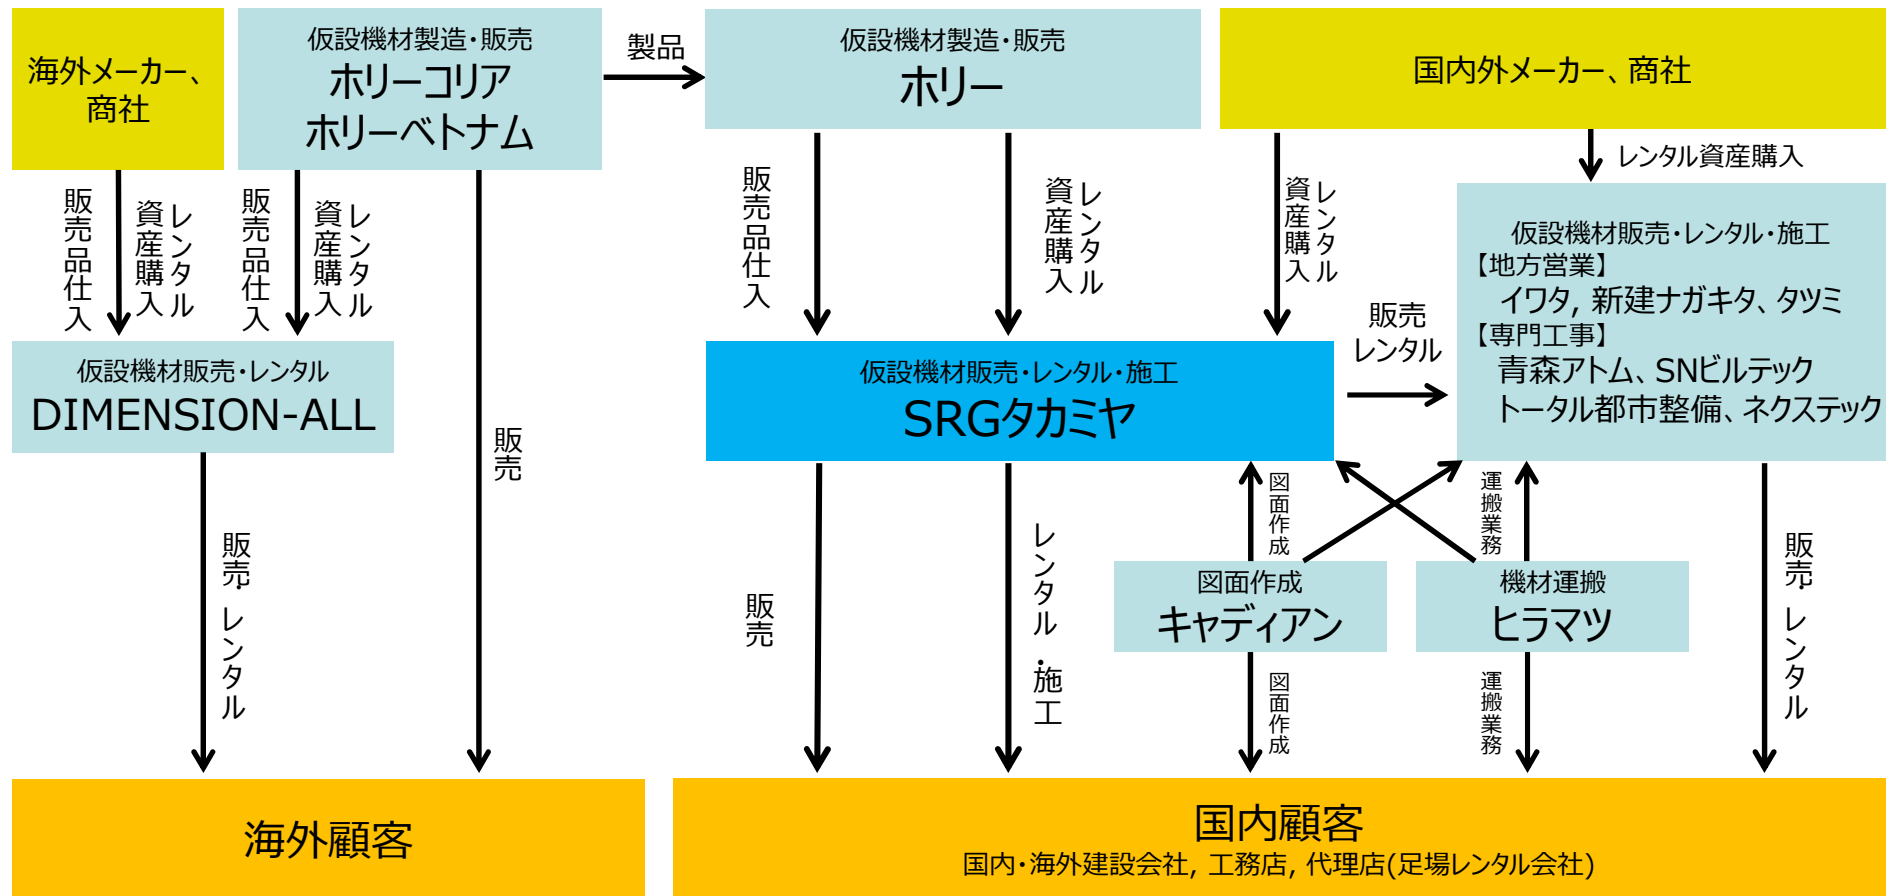 海外メーカー、
商社
仮設機材製造・販売
ホリーコリア
ホリーベトナム
製品
仮設機材製造・販売
ホリー
国内外メーカー、商社
レンタル資産購入
販売品仕入
レンタル
資産購入
販売品仕入
レンタル
資産購入
販売品仕入
レンタル
資産購入
レンタル
資産購入
仮設機材販売・レンタル・施工
【地方営業】
イワタ, 新建ナガキタ、タツミ
【専門工事】
青森アトム、SNビルテック
トータル都市整備、ネクステック
販売
レンタル
仮設機材販売・レンタル
DIMENSION-ALL
仮設機材販売・レンタル・施工
SRGタカミヤ
販売
図面作成
運搬業務
販売・レンタル
販売
レンタル・施工
図面作成
キャディアン
機材運搬
ヒラマツ
販売・レンタル
図面作成
運搬業務
海外顧客
国内顧客
国内・海外建設会社, 工務店, 代理店(足場レンタル会社)